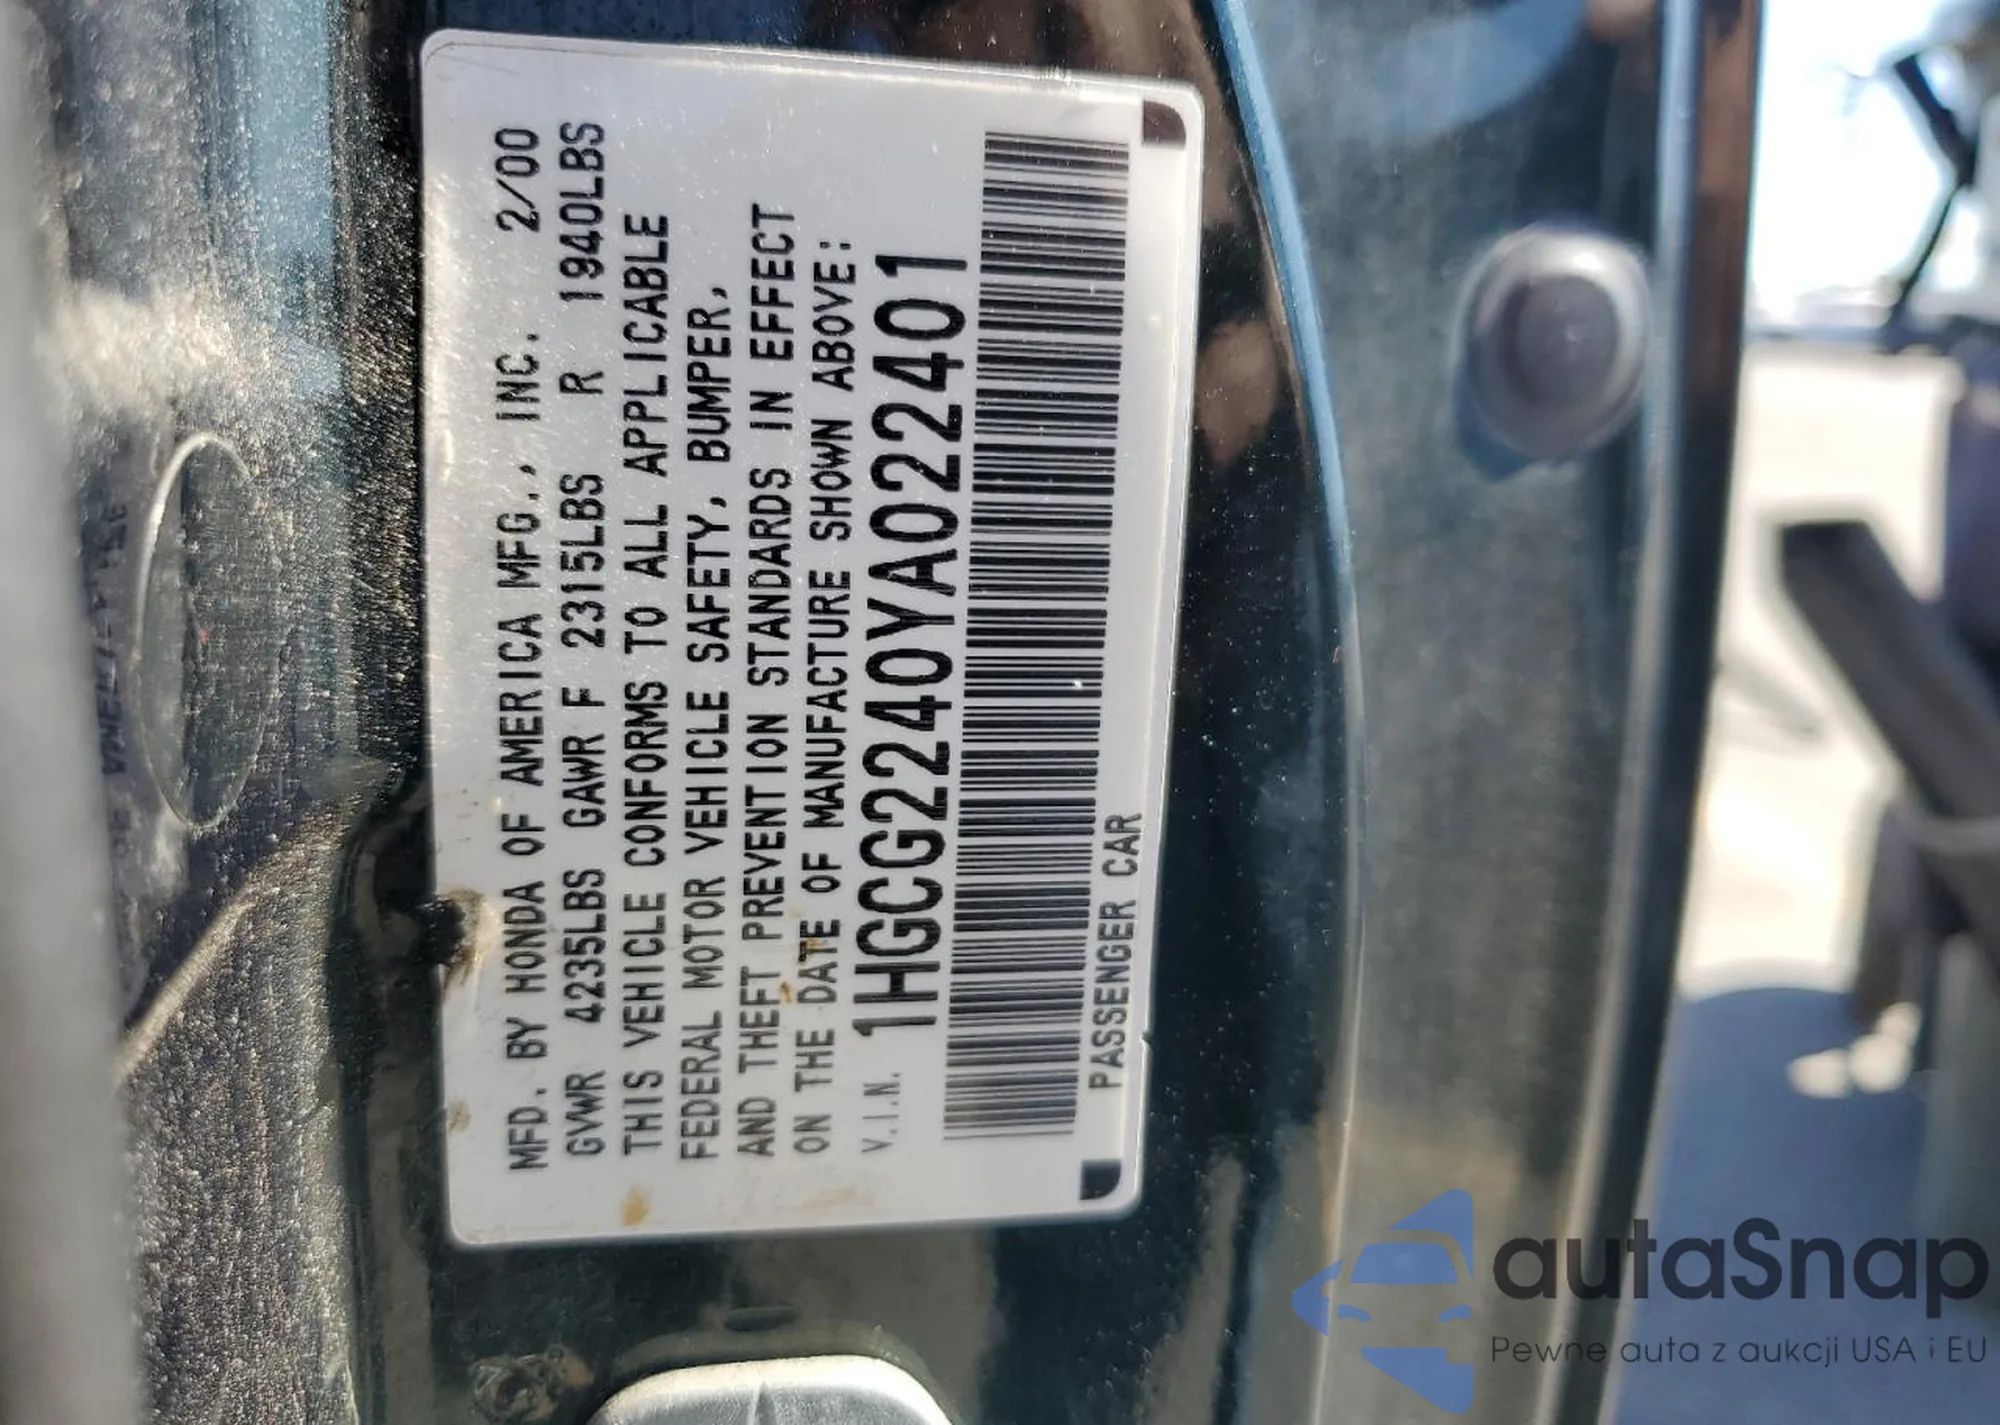 MFD. BY HONDA OF AMERICA MFG., INC. 2/00
GVWR 4235LBS GAWR F 2315LBS R 1940LBS
THIS VEHICLE CONFORMS TO ALL APPLICABLE
FEDERAL MOTOR VEHICLE SAFETY, BUMPER,
AND THEFT PREVENTION STANDARDS IN EFFECT
ON THE DATE OF MANUFACTURE SHOWN ABOVE:
V.I.N. 1HGCG2240YA022401
PASSENGER CAR
autaSnap
Pewne auta z aukcji USA i EU